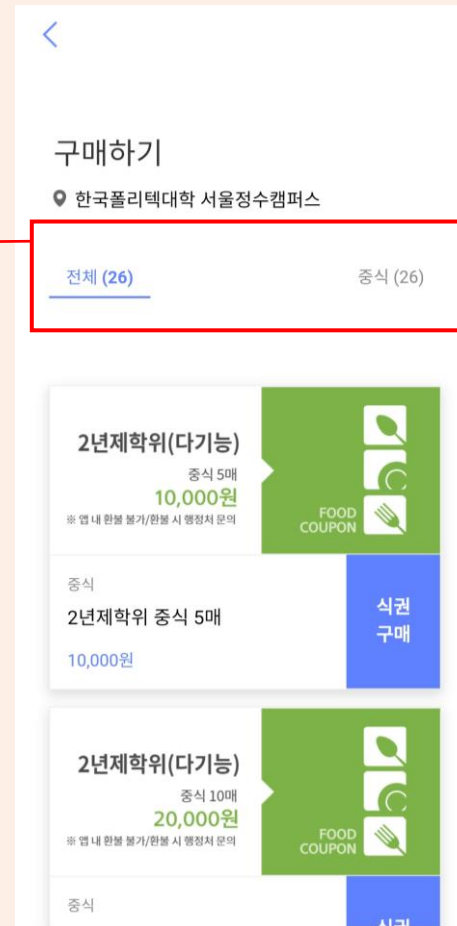 구매하기
한국폴리텍대학 서울정수캠퍼스
전체 (26)
중식 (26)
2년제학위(다기능)
중식 5매
10,000원
※ 앱 내 환불 불가/환불 시 행정처 문의
FOOD
COUPON
중식
2년제학위 중식 5매
10,000원
식권
구매
2년제학위(다기능)
중식 10매
20,000원
※ 앱 내 환불 불가/환불 시 행정처 문의
FOOD
COUPON
중식
식권